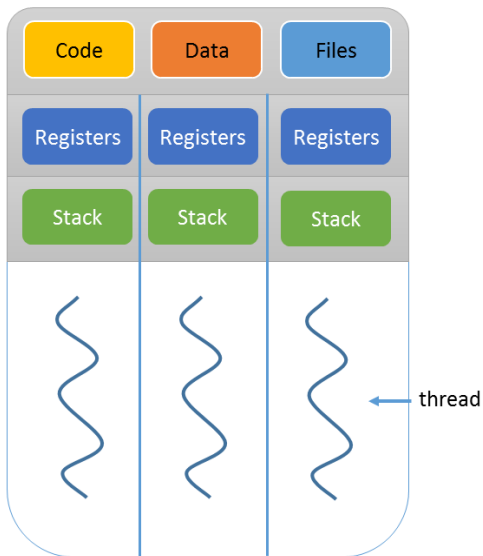 Code Data Files
Registers Registers Registers
Stack Stack Stack
thread